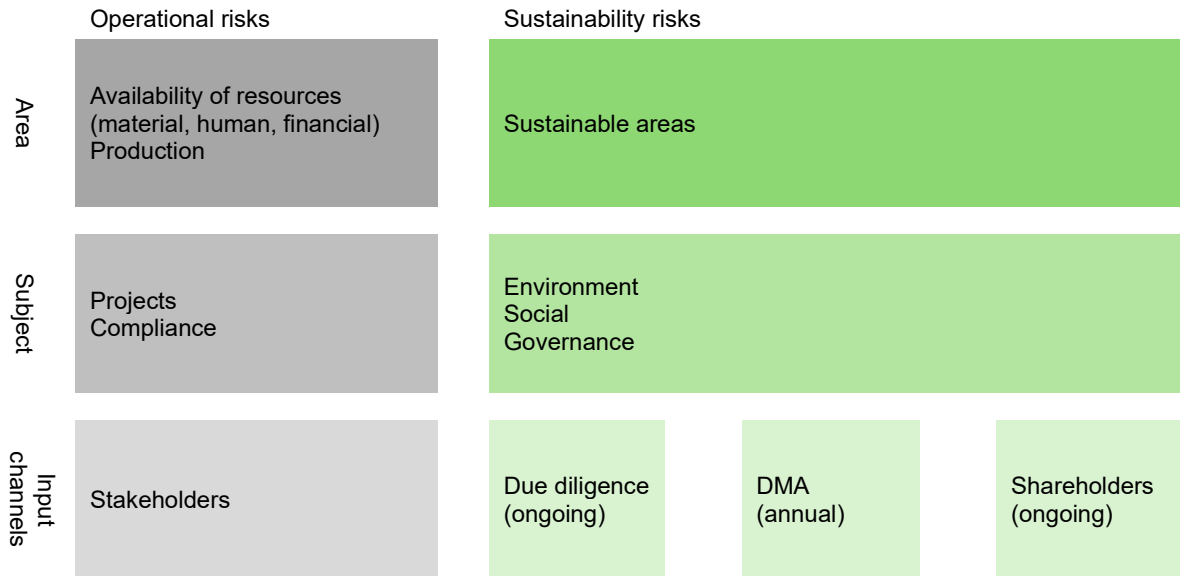 Operational risks
Sustainability risks
Area
Availability of resources
(material, human, financial)
Production
Sustainable areas
Subject
Projects
Compliance
Environment
Social
Governance
Input
channels
Stakeholders
Due diligence
(ongoing)
DMA
(annual)
Shareholders
(ongoing)